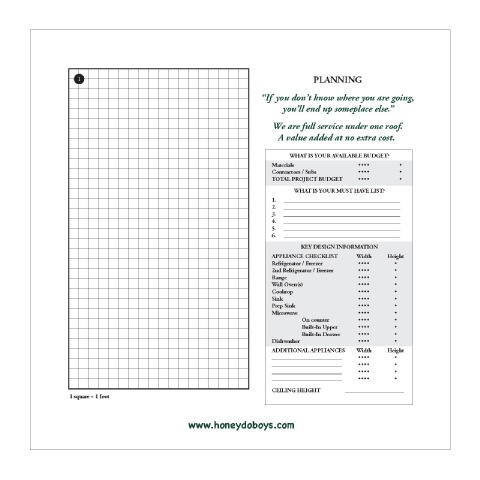 1
1 square = 1 feet
PLANNING
"If you don't know where you are going,
you'll end up someplace else."
We are full service under one roof.
A value added at no extra cost.
WHAT IS YOUR AVAILABLE BUDGET?
Materials
Contractors / Subs
TOTAL PROJECT BUDGET
WHAT IS YOUR MUST HAVE LIST?
1.
2.
3.
4.
5.
6.
KEY DESIGN INFORMATION
APPLIANCE CHECKLIST Width Height
Refrigerator / Freezer
2nd Refrigerator / Freezer
Range
Wall Oven(s)
Cooktop
Sink
Prep Sink
Microwave
On counter
Built-In Upper
Built-In Drawer
Dishwasher
ADDITIONAL APPLIANCES Width Height
CEILING HEIGHT
www.honeydoboys.com